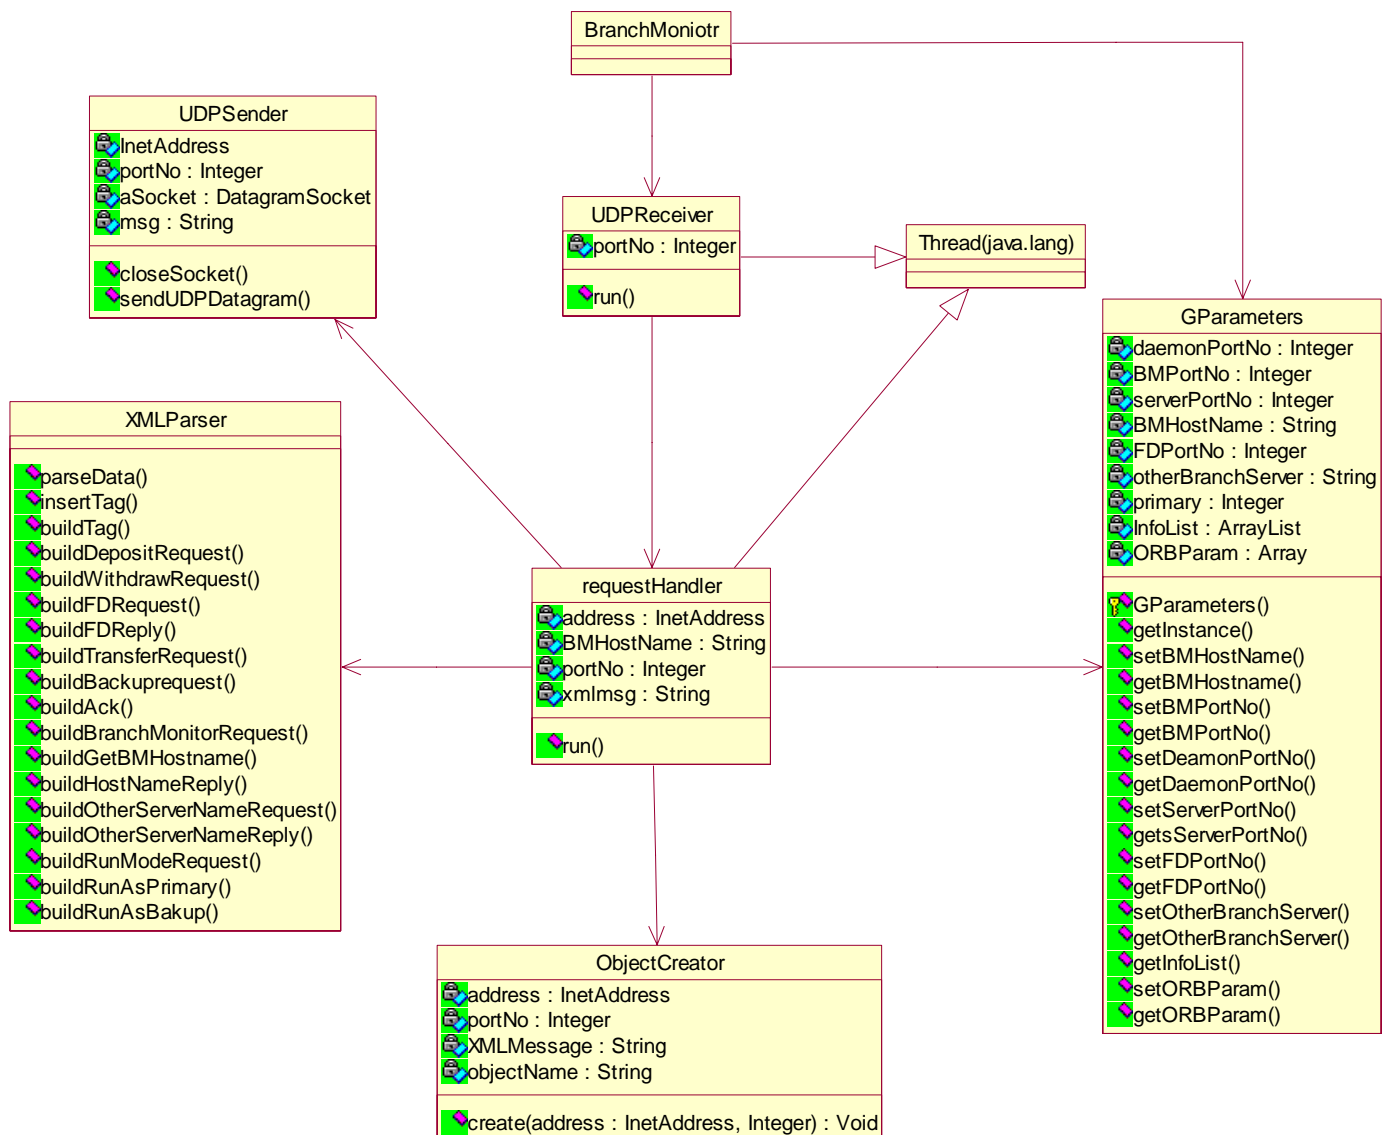 BranchMoniotr
UDPSender
InetAddress
portNo : Integer
aSocket : DatagramSocket
msg : String
closeSocket()
sendUDPDatagram()
UDPReceiver
portNo : Integer
run()
Thread(java.lang)
GParameters
daemonPortNo : Integer
BMPortNo : Integer
serverPortNo : Integer
BMHostName : String
FDPortNo : Integer
otherBranchServer : String
primary : Integer
InfoList : ArrayList
ORBParam : Array
GParameters()
getInstance()
setBMHostName()
getBMHostname()
setBMPortNo()
getBMPortNo()
setDeamonPortNo()
getDaemonPortNo()
setServerPortNo()
getsServerPortNo()
setFDPortNo()
getFDPortNo()
setOtherBranchServer()
getOtherBranchServer()
getInfoList()
setORBParam()
getORBParam()
XMLParser
parseData()
insertTag()
buildTag()
buildDepositRequest()
buildWithdrawRequest()
buildFDRequest()
buildFDReply()
buildTransferRequest()
buildBackuprequest()
buildAck()
buildBranchMonitorRequest()
buildGetBMHostname()
buildHostNameReply()
buildOtherServerNameRequest()
buildOtherServerNameReply()
buildRunModeRequest()
buildRunAsPrimary()
buildRunAsBakup()
requestHandler
address : InetAddress
BMHostName : String
portNo : Integer
xmlmsg : String
run()
ObjectCreator
address : InetAddress
portNo : Integer
XMLMessage : String
objectName : String
create(address : InetAddress, Integer) : Void